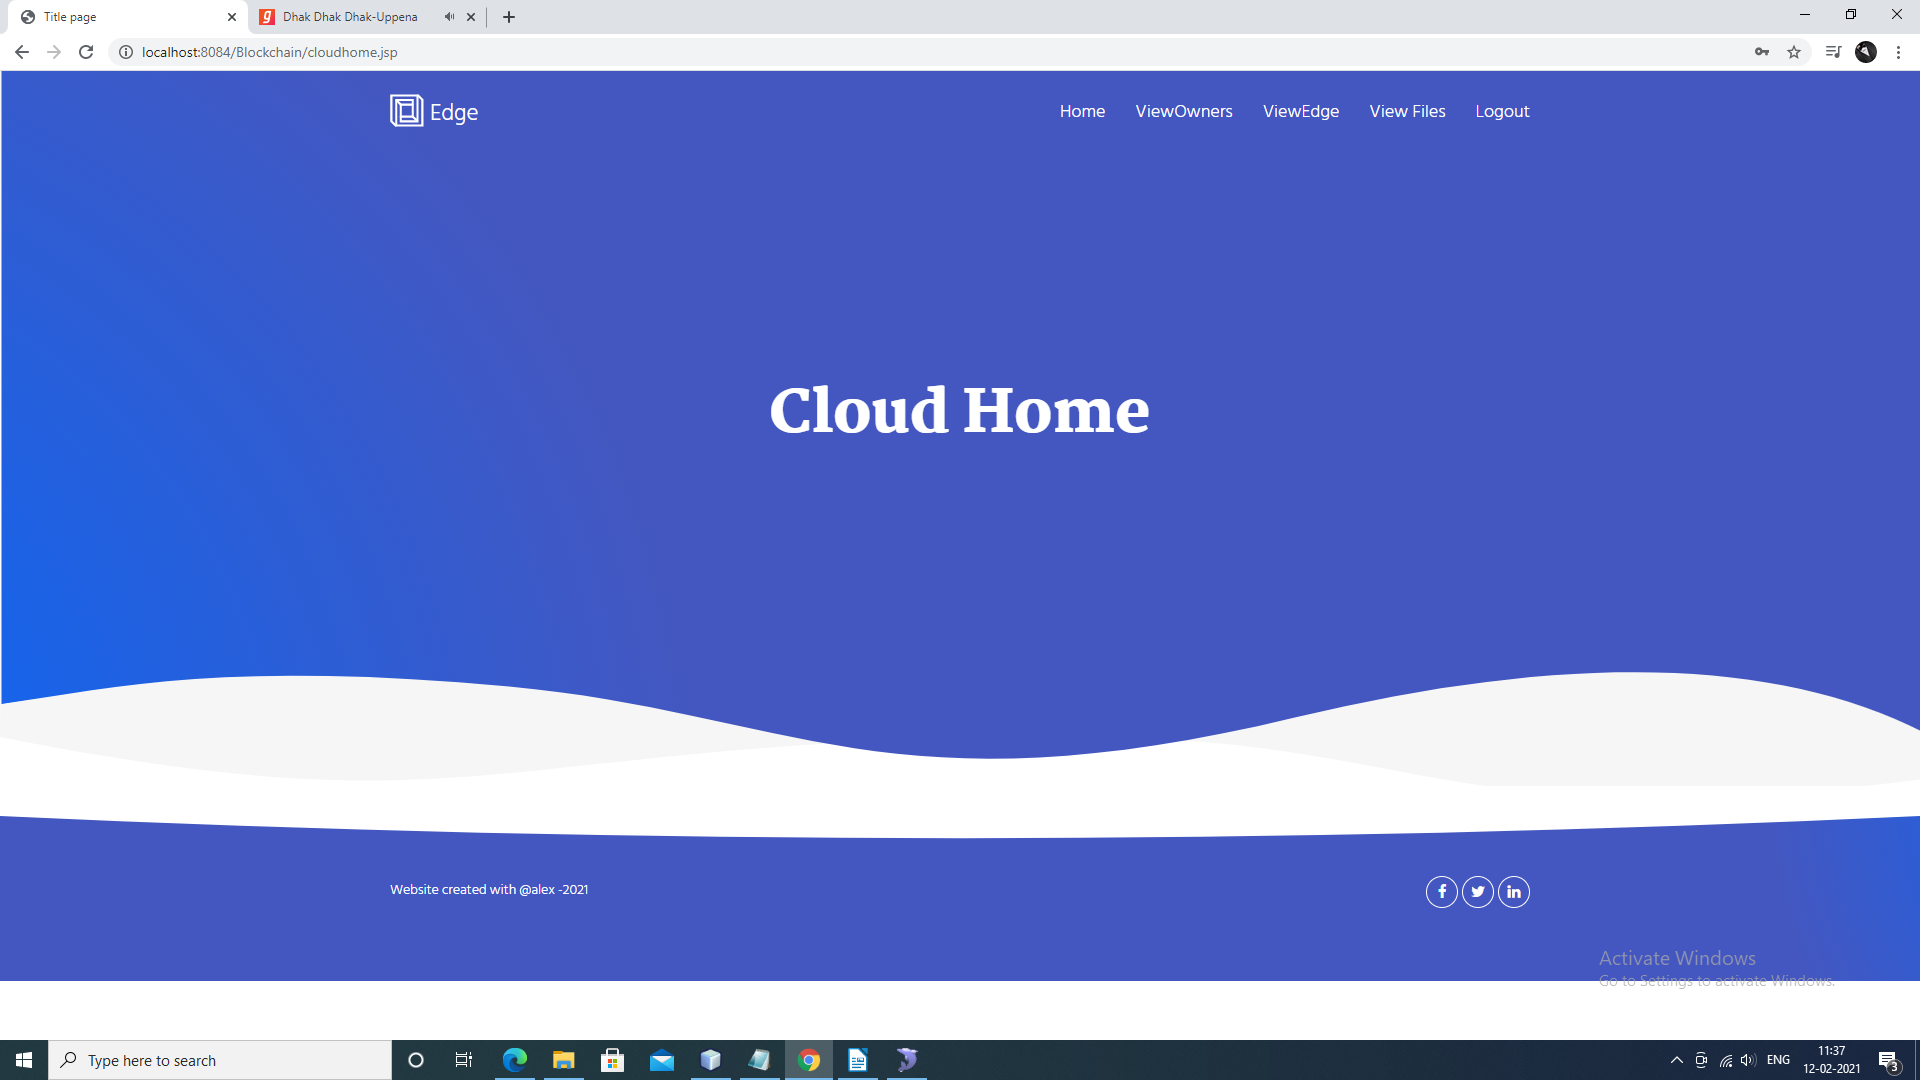 Title page
Dhak Dhak Dhak-Uppena
localhost:8084/Blockchain/cloudhome.jsp
Edge
Home ViewOwners ViewEdge View Files Logout
Cloud Home
Website created with @alex -2021
Activate Windows
Go to Settings to activate Windows.
Type here to search
ENG
11:37
12-02-2021
3